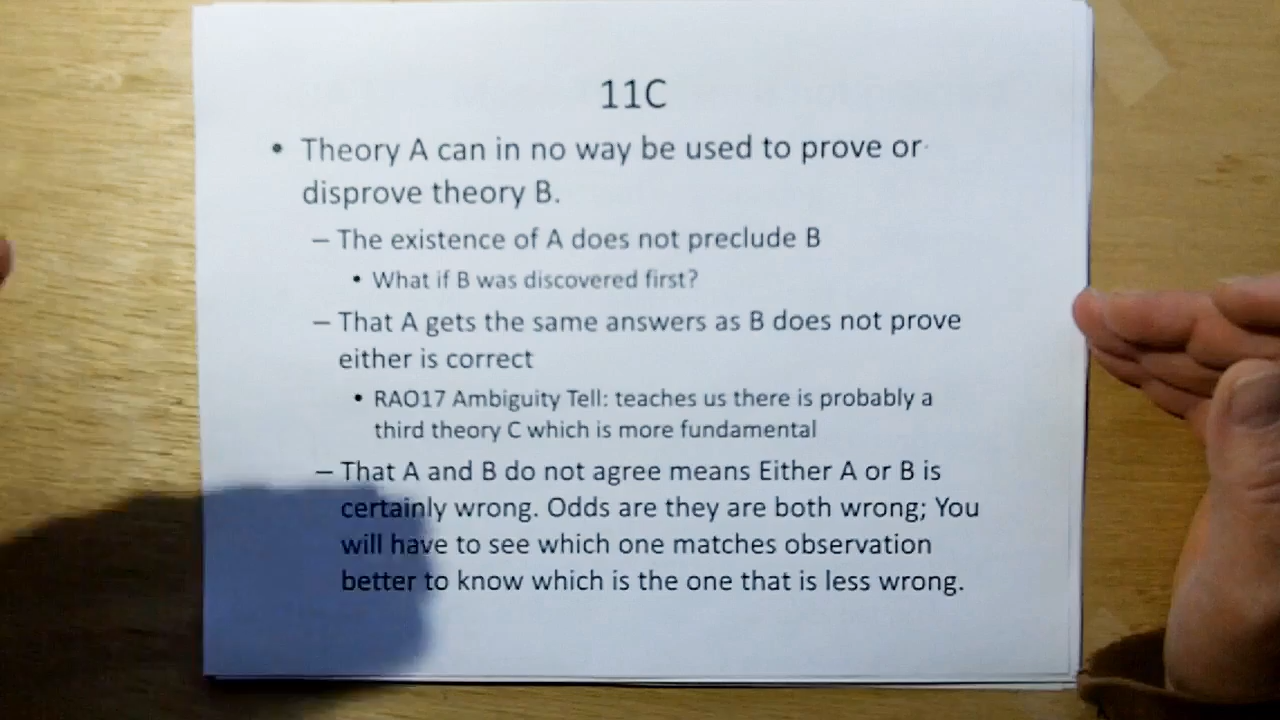 11C
• Theory A can in no way be used to prove or
disprove theory B.
– The existence of A does not preclude B
• What if B was discovered first?
– That A gets the same answers as B does not prove
either is correct
• RAO17 Ambiguity Tell: teaches us there is probably a
third theory C which is more fundamental
– That A and B do not agree means Either A or B is
certainly wrong. Odds are they are both wrong; You
will have to see which one matches observation
better to know which is the one that is less wrong.